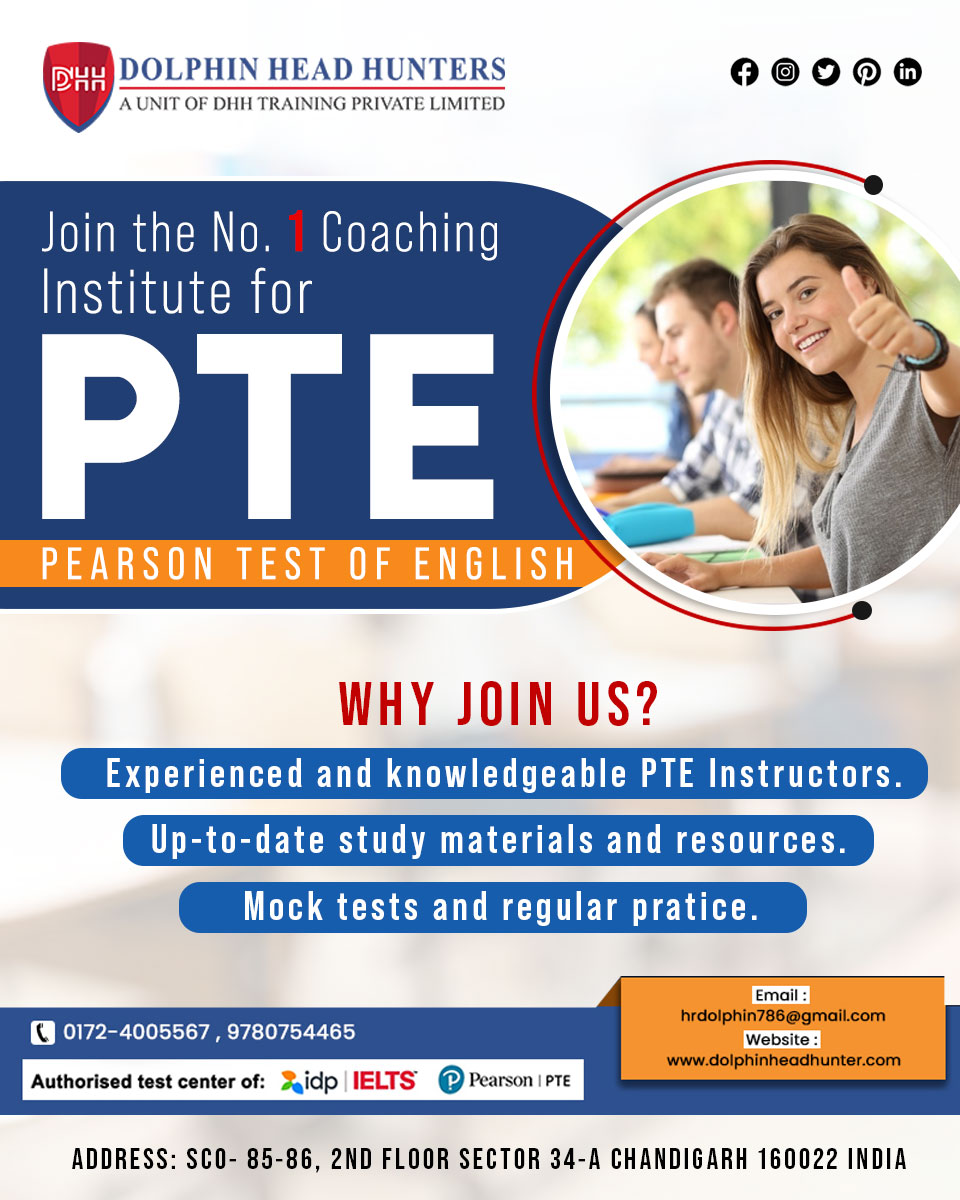 DHH
DOLPHIN HEAD HUNTERS
A UNIT OF DHH TRAINING PRIVATE LIMITED
Join the No. 1 Coaching
Institute for
PTE
PEARSON TEST OF ENGLISH
WHY JOIN US?
Experienced and knowledgeable PTE Instructors.
Up-to-date study materials and resources.
Mock tests and regular pratice.
Email :
hrdolphin786@gmail.com
Website :
www.dolphinheadhunter.com
0172-4005567 , 9780754465
Authorised test center of: idp | IELTS Pearson | PTE
ADDRESS: SCO- 85-86, 2ND FLOOR SECTOR 34-A CHANDIGARH 160022 INDIA